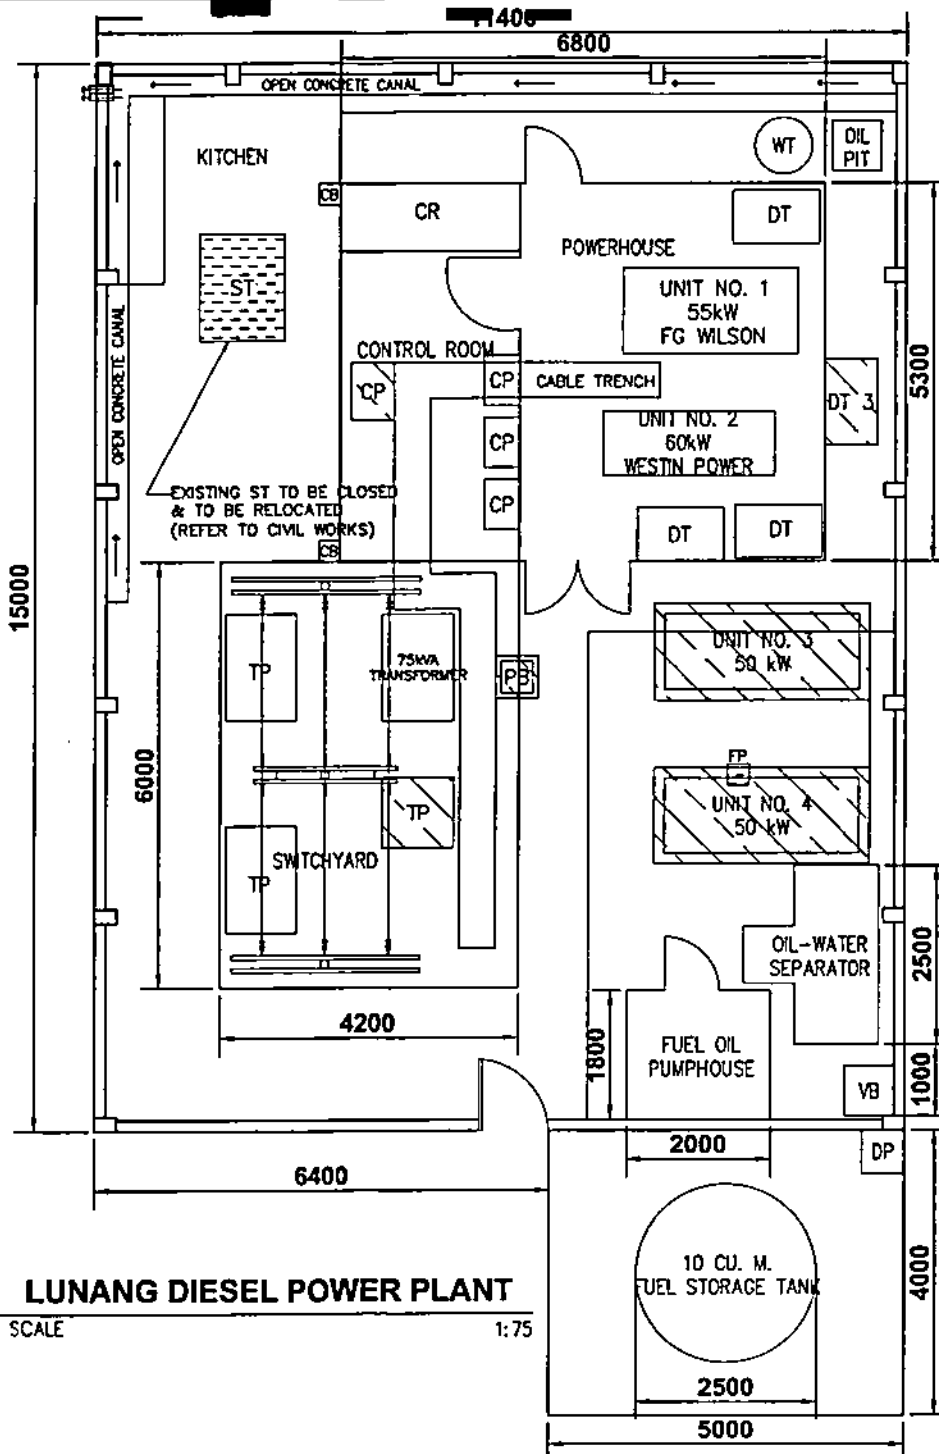 11400
6800
OPEN CONCRETE CANAL
KITCHEN
WT
OIL
PIT
CB
CR
DT
POWERHOUSE
ST
UNIT NO. 1
55kW
FG WILSON
OPEN CONCRETE CANAL
CONTROL ROOM
CP
CP
CABLE TRENCH
DT 3
5300
CP
UNIT NO. 2
60kW
WESTIN POWER
CP
EXISTING ST TO BE CLOSED
& TO BE RELOCATED
(REFER TO CIVIL WORKS)
DT
DT
CB
15000
TP
75kVA
TRANSFORMER
PB
UNIT NO. 3
50 kW
6000
FP
TP
UNIT NO. 4
50 kW
SWITCHYARD
TP
OIL-WATER
SEPARATOR
2500
4200
1800
FUEL OIL
PUMPHOUSE
VB
1000
2000
DP
6400
10 CU. M.
FUEL STORAGE TANK
4000
LUNANG DIESEL POWER PLANT
SCALE 1:75
2500
5000